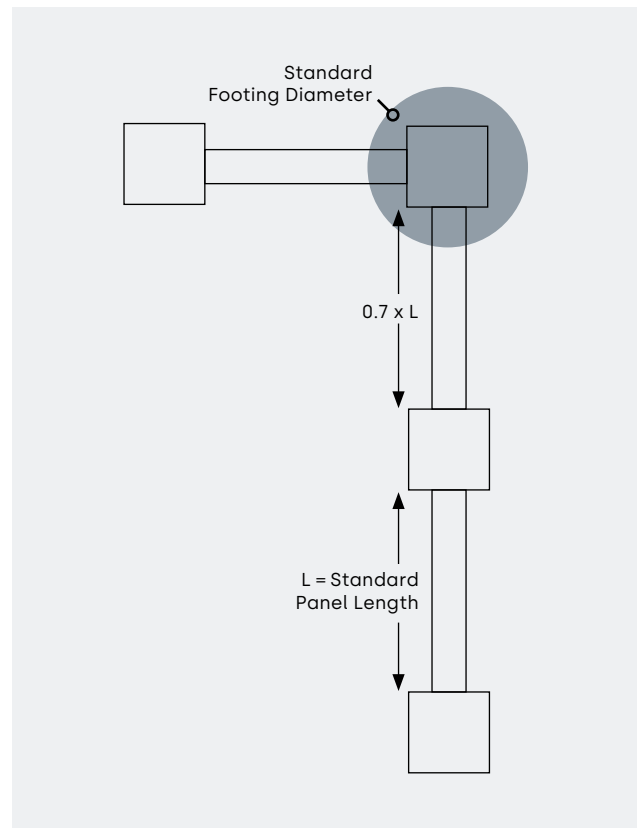 Standard
Footing Diameter
0.7 x L
L = Standard
Panel Length